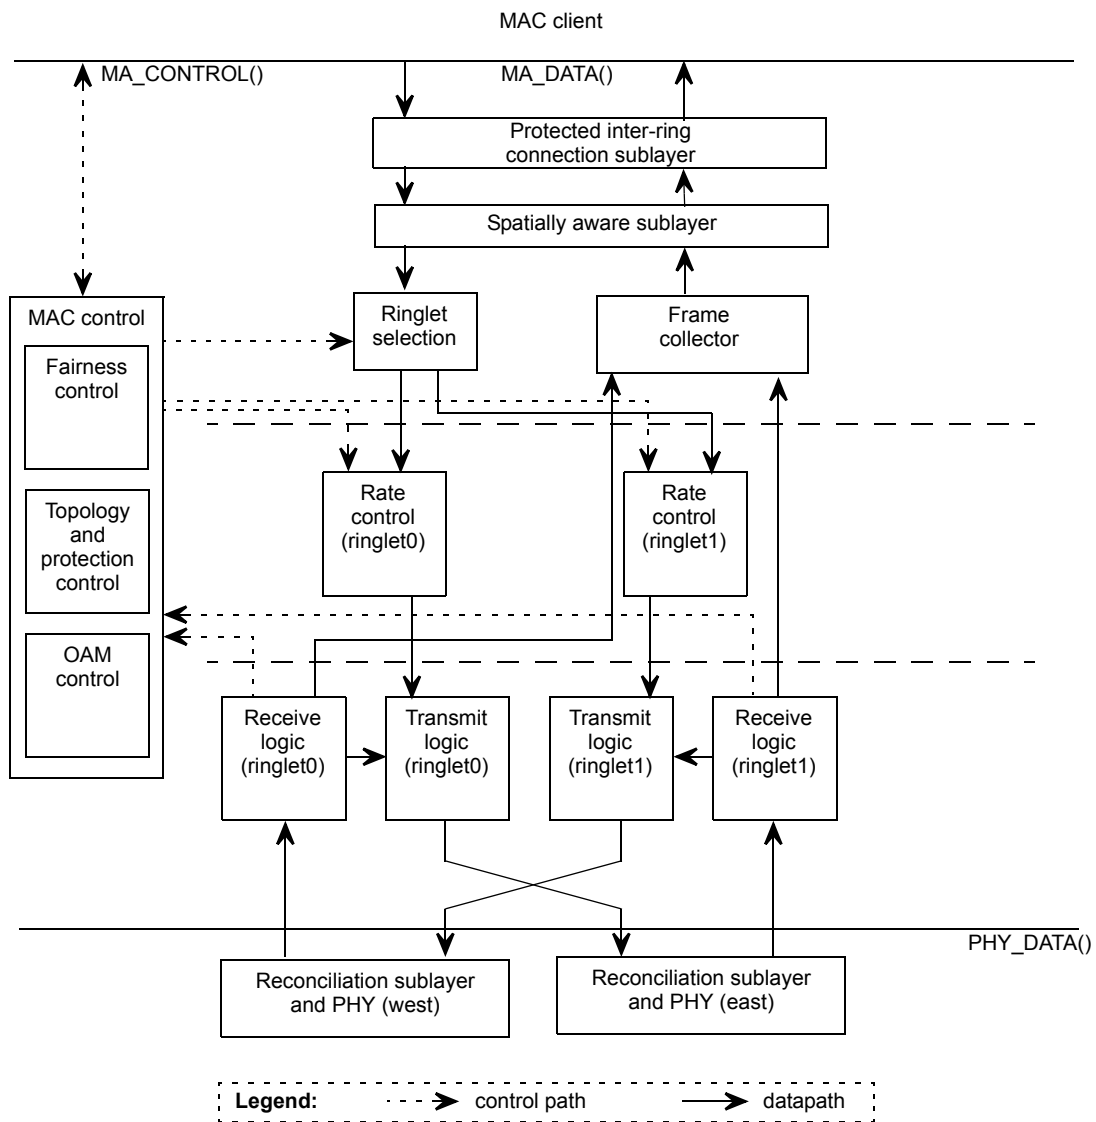 MAC client
MA_CONTROL()
MA_DATA()
Protected inter-ring
connection sublayer
Spatially aware sublayer
MAC control
Ringlet
selection
Frame
collector
Fairness
control
Topology
and
protection
control
OAM
control
Rate
control
(ringlet0)
Rate
control
(ringlet1)
Receive
logic
(ringlet0)
Transmit
logic
(ringlet0)
Transmit
logic
(ringlet1)
Receive
logic
(ringlet1)
PHY_DATA()
Reconciliation sublayer
and PHY (west)
Reconciliation sublayer
and PHY (east)
Legend: control path datapath